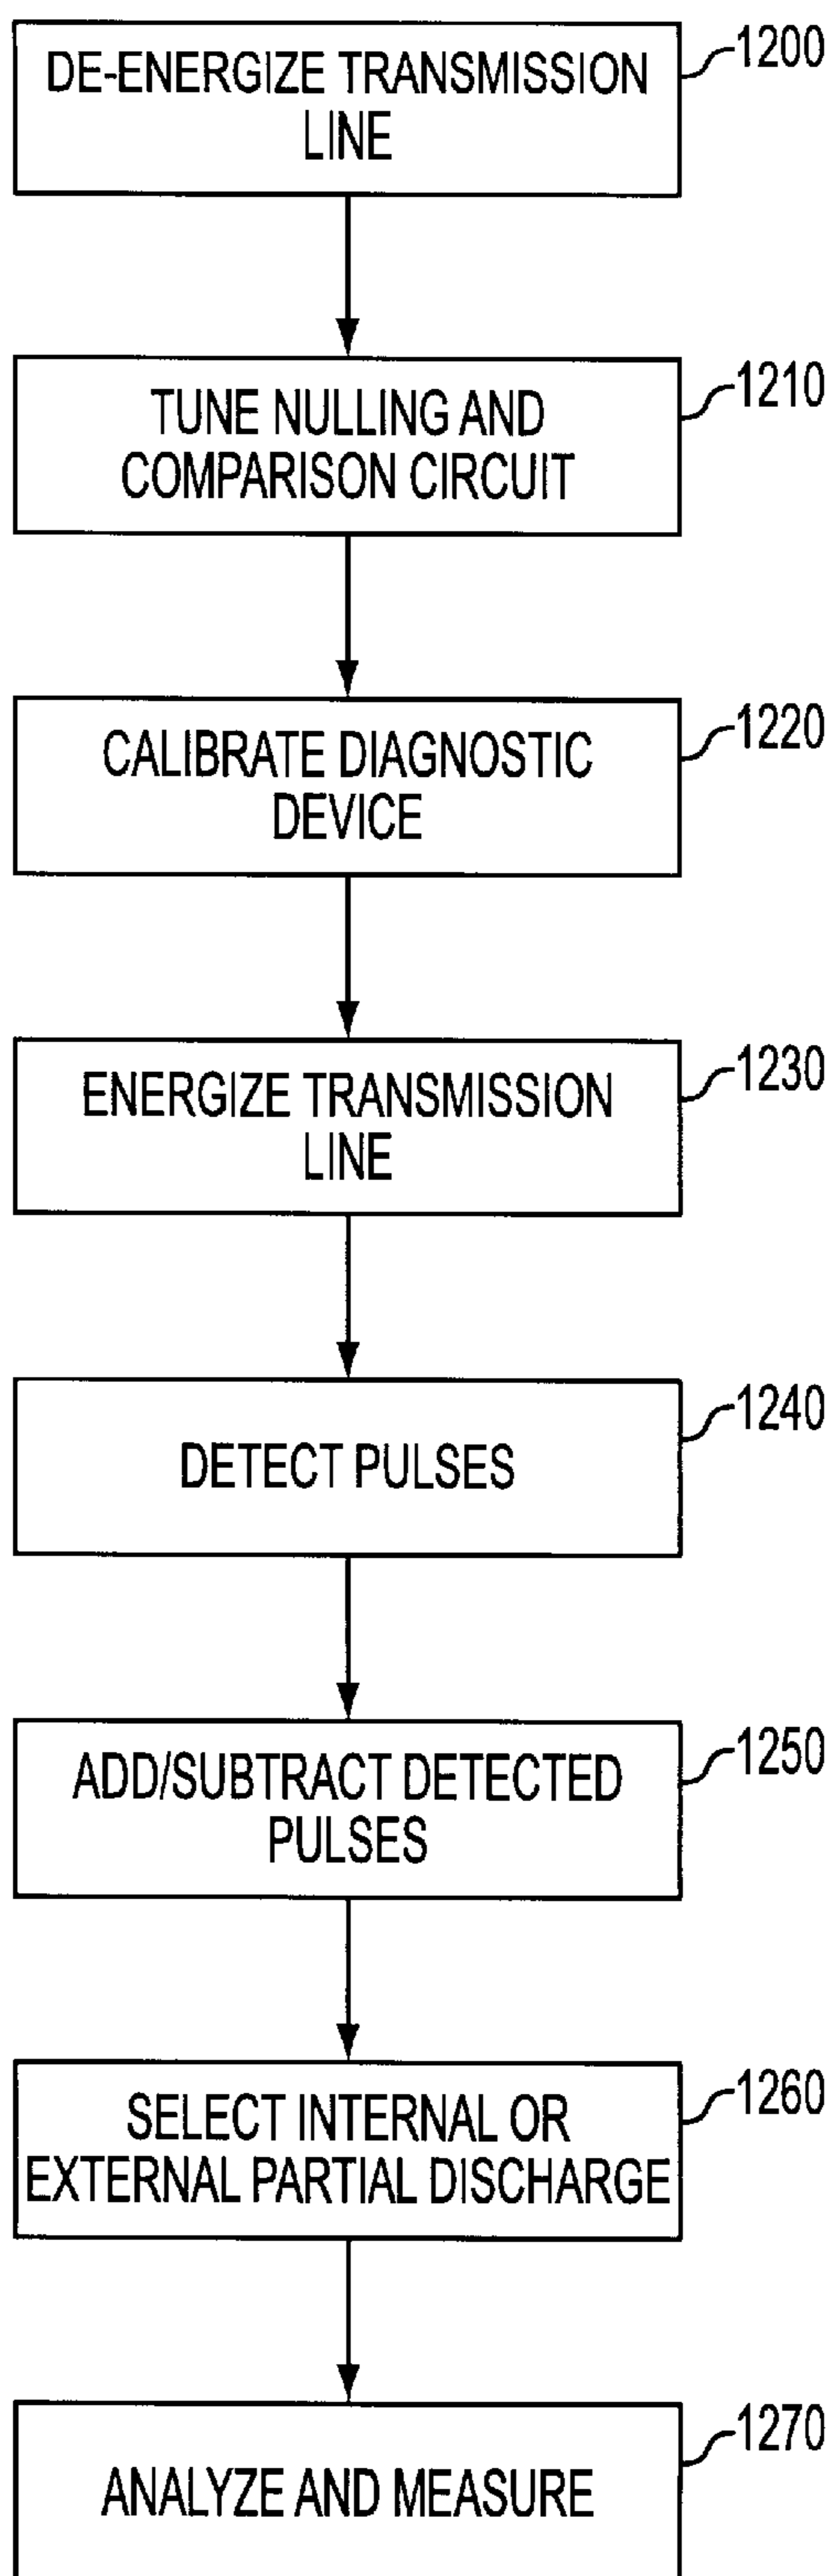 DE-ENERGIZE TRANSMISSION
LINE
1200
TUNE NULLING AND
COMPARISON CIRCUIT
1210
CALIBRATE DIAGNOSTIC
DEVICE
1220
ENERGIZE TRANSMISSION
LINE
1230
DETECT PULSES
1240
ADD/SUBTRACT DETECTED
PULSES
1250
SELECT INTERNAL OR
EXTERNAL PARTIAL DISCHARGE
1260
ANALYZE AND MEASURE
1270